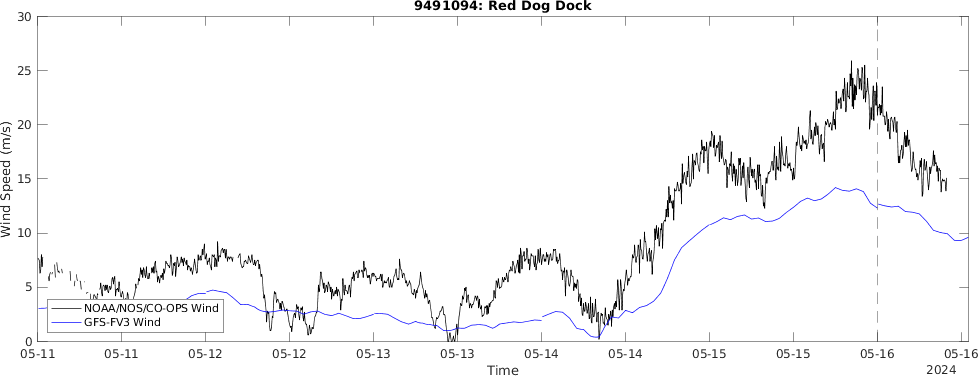 9491094: Red Dog Dock
30
25
20
15
10
5
0
Wind Speed (m/s)
NOAA/NOS/CO-OPS Wind
GFS-FV3 Wind
05-11 05-11 05-12 05-12 05-13 05-13 05-14 05-14 05-15 05-15 05-16 05-16
Time
2024